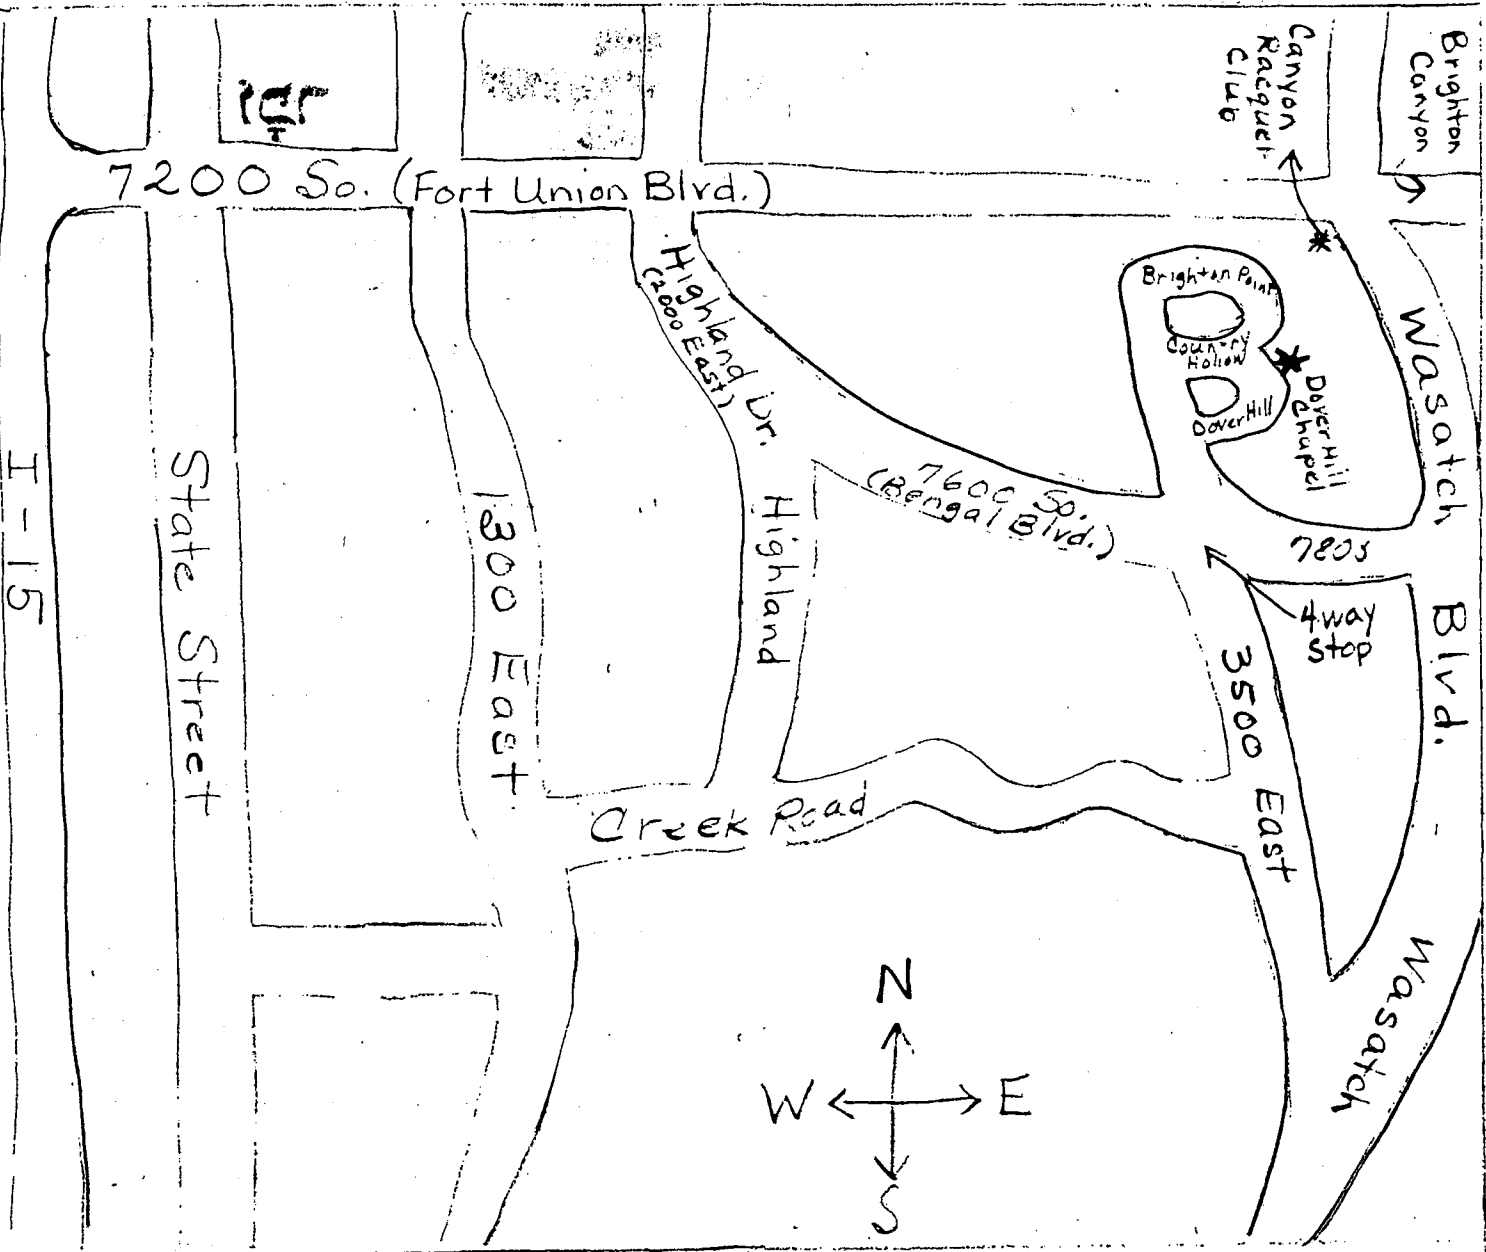 Canyon
Racquet
Club
Brighton
Canyon
7200 So. (Fort Union Blvd.)
Highland Dr.
(2000 East)
Brighton Point
Country
Hollow
Dover Hill
Dover Hill
Chapel
Wasatch Blvd.
I-15
State Street
1300 East
Highland
7600 So.
(Bengal Blvd.)
780S
4 way
stop
3500 East
Creek Road
Wasatch
N
W E
S